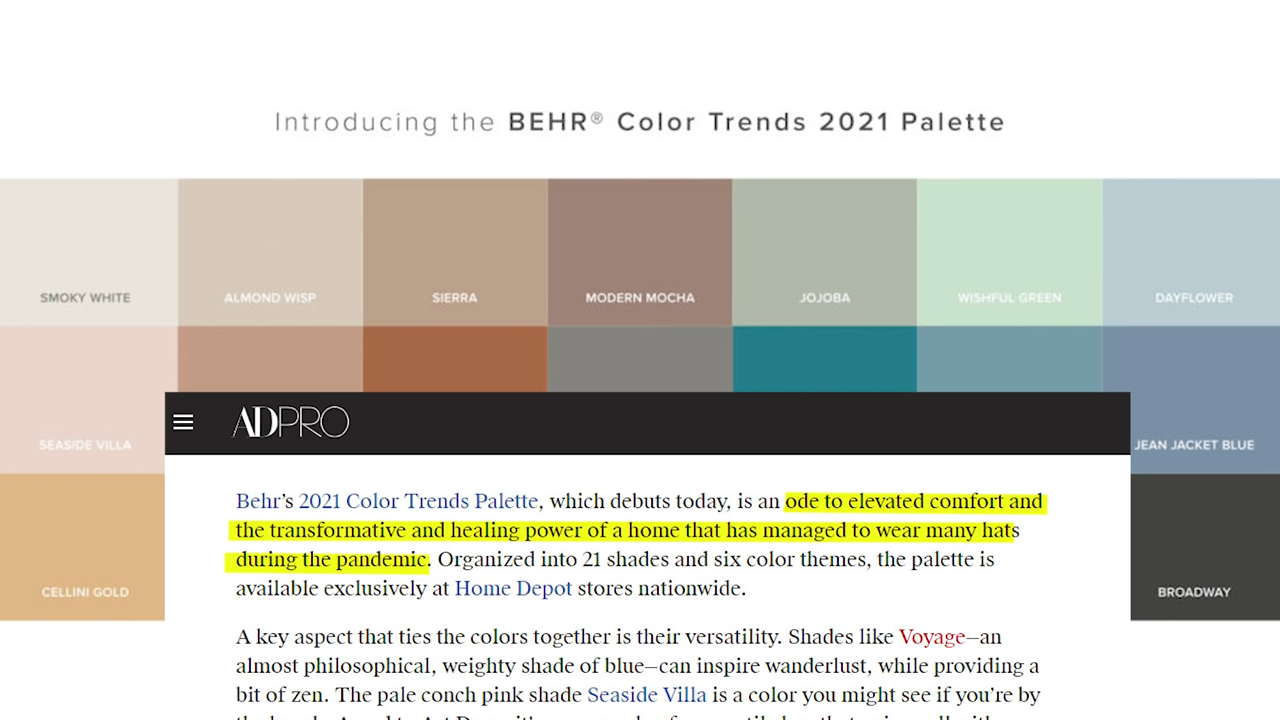 Introducing the BEHR® Color Trends 2021 Palette
SMOKY WHITE
ALMOND WISP
SIERRA
MODERN MOCHA
JOJOBA
WISHFUL GREEN
DAYFLOWER
SEASIDE VILLA
JEAN JACKET BLUE
CELLINI GOLD
BROADWAY
ADPRO
Behr's 2021 Color Trends Palette, which debuts today, is an ode to elevated comfort and
the transformative and healing power of a home that has managed to wear many hats
during the pandemic. Organized into 21 shades and six color themes, the palette is
available exclusively at Home Depot stores nationwide.
A key aspect that ties the colors together is their versatility. Shades like Voyage—an
almost philosophical, weighty shade of blue—can inspire wanderlust, while providing a
bit of zen. The pale conch pink shade Seaside Villa is a color you might see if you're by